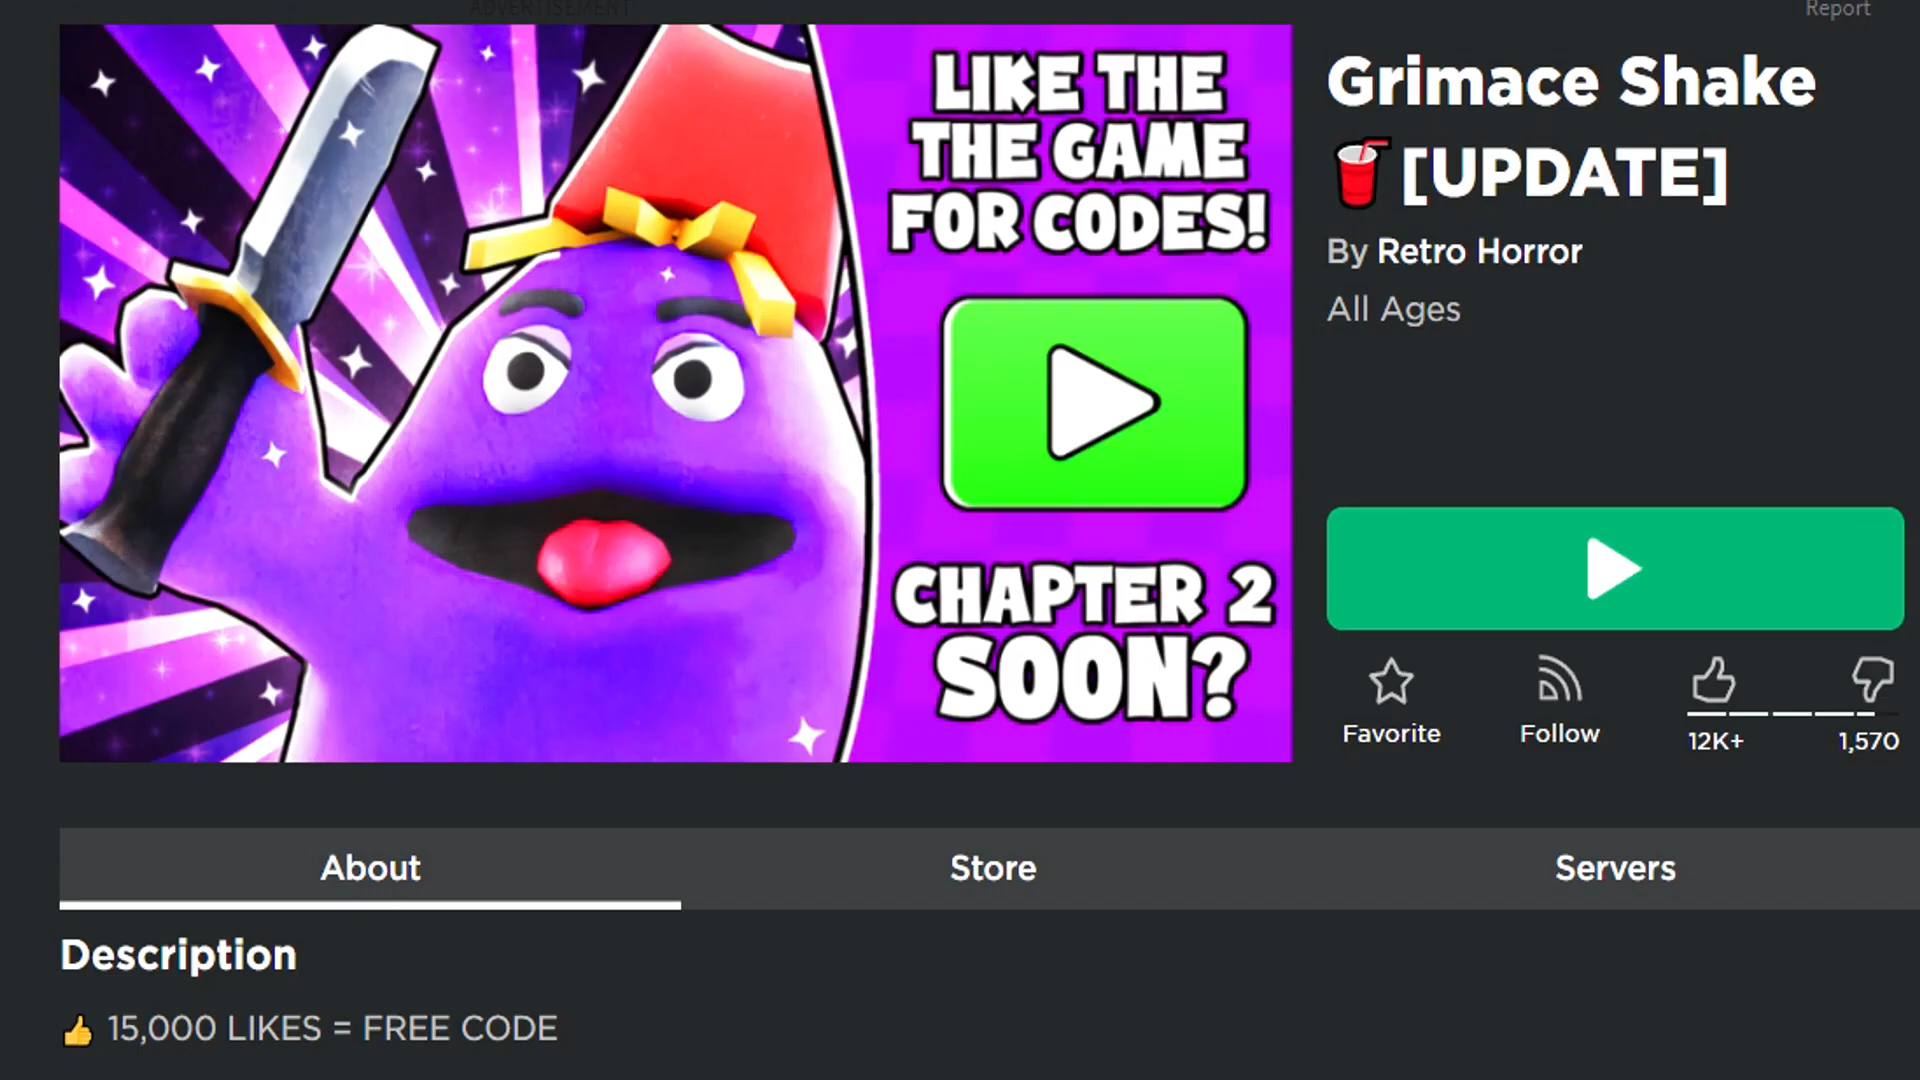 ADVERTISEMENT
Report
LIKE THE
THE GAME
FOR CODES!
CHAPTER 2
SOON?
Grimace Shake
🥤 [UPDATE]
By Retro Horror
All Ages
Favorite
Follow
12K+
1,570
About
Store
Servers
Description
👍 15,000 LIKES = FREE CODE